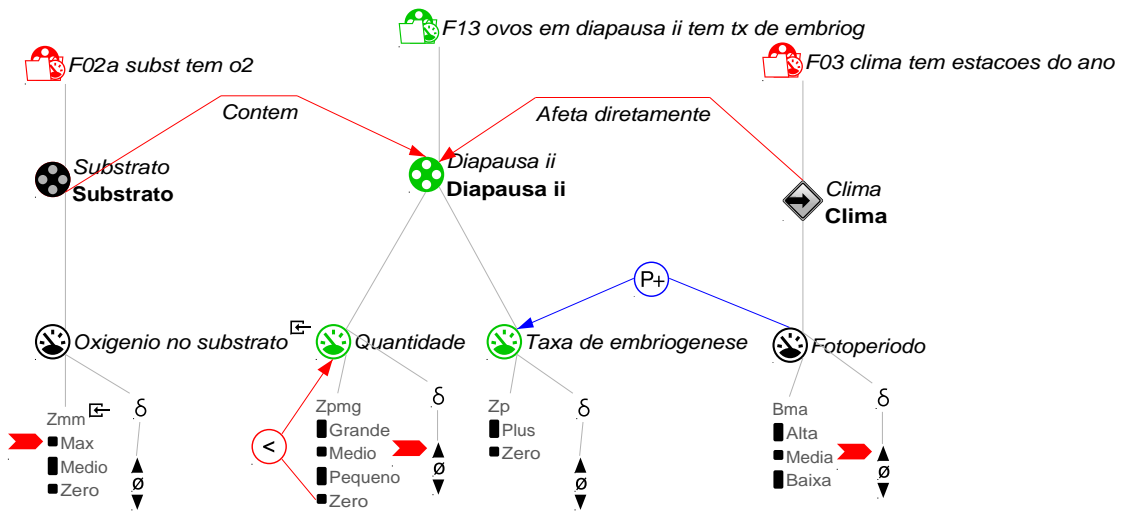 F13 ovos em diapausa ii tem tx de embriog
F02a subst tem o2
F03 clima tem estacoes do ano
Contem
Afeta diretamente
Substrato
Substrato
Diapausa ii
Diapausa ii
Clima
Clima
P+
Oxigenio no substrato
Quantidade
Taxa de embriogenese
Fotoperiodo
Zmm
Max
Medio
Zero
δ
ø
<
Zpmg
Grande
Medio
Pequeno
Zero
δ
ø
Zp
Plus
Zero
δ
ø
Bma
Alta
Media
Baixa
δ
ø